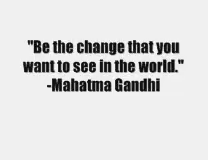 "Be the change that you
want to see in the world."
-Mahatma Gandhi